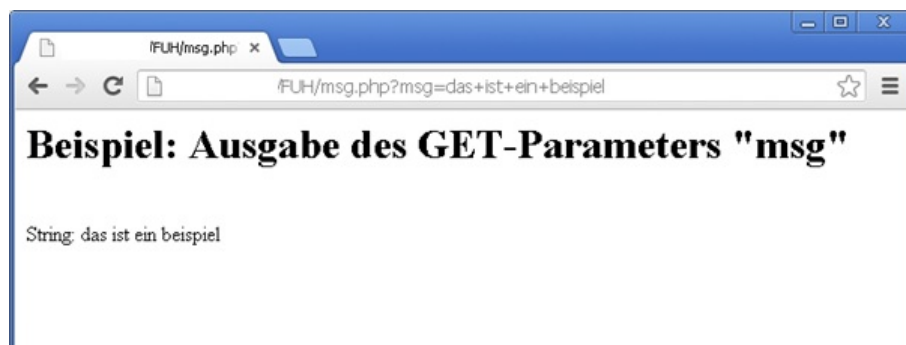 /FUH/msg.php
/FUH/msg.php?msg=das+ist+ein+beispiel
Beispiel: Ausgabe des GET-Parameters "msg"
String: das ist ein beispiel